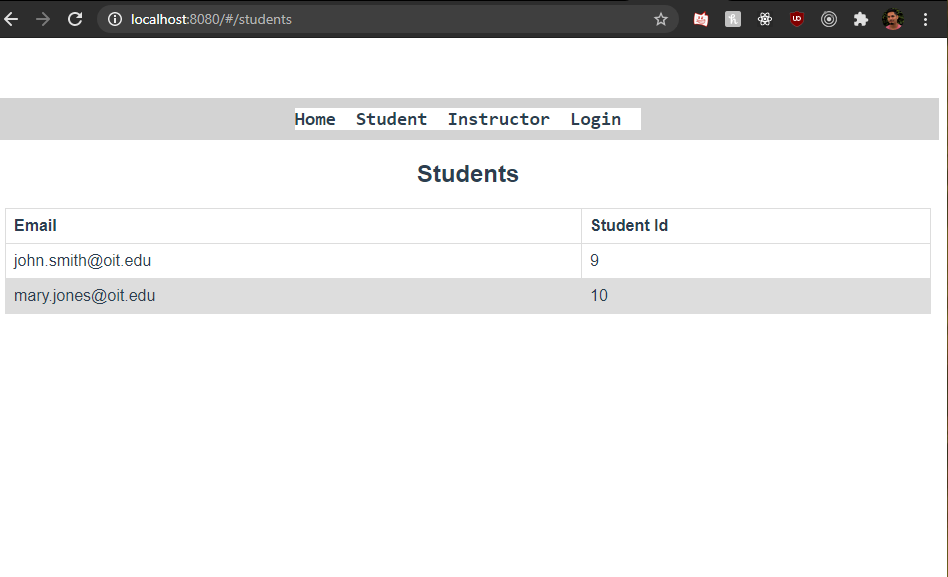 localhost:8080/#/students
Home Student Instructor Login
Students
Email Student Id
john.smith@oit.edu 9
mary.jones@oit.edu 10